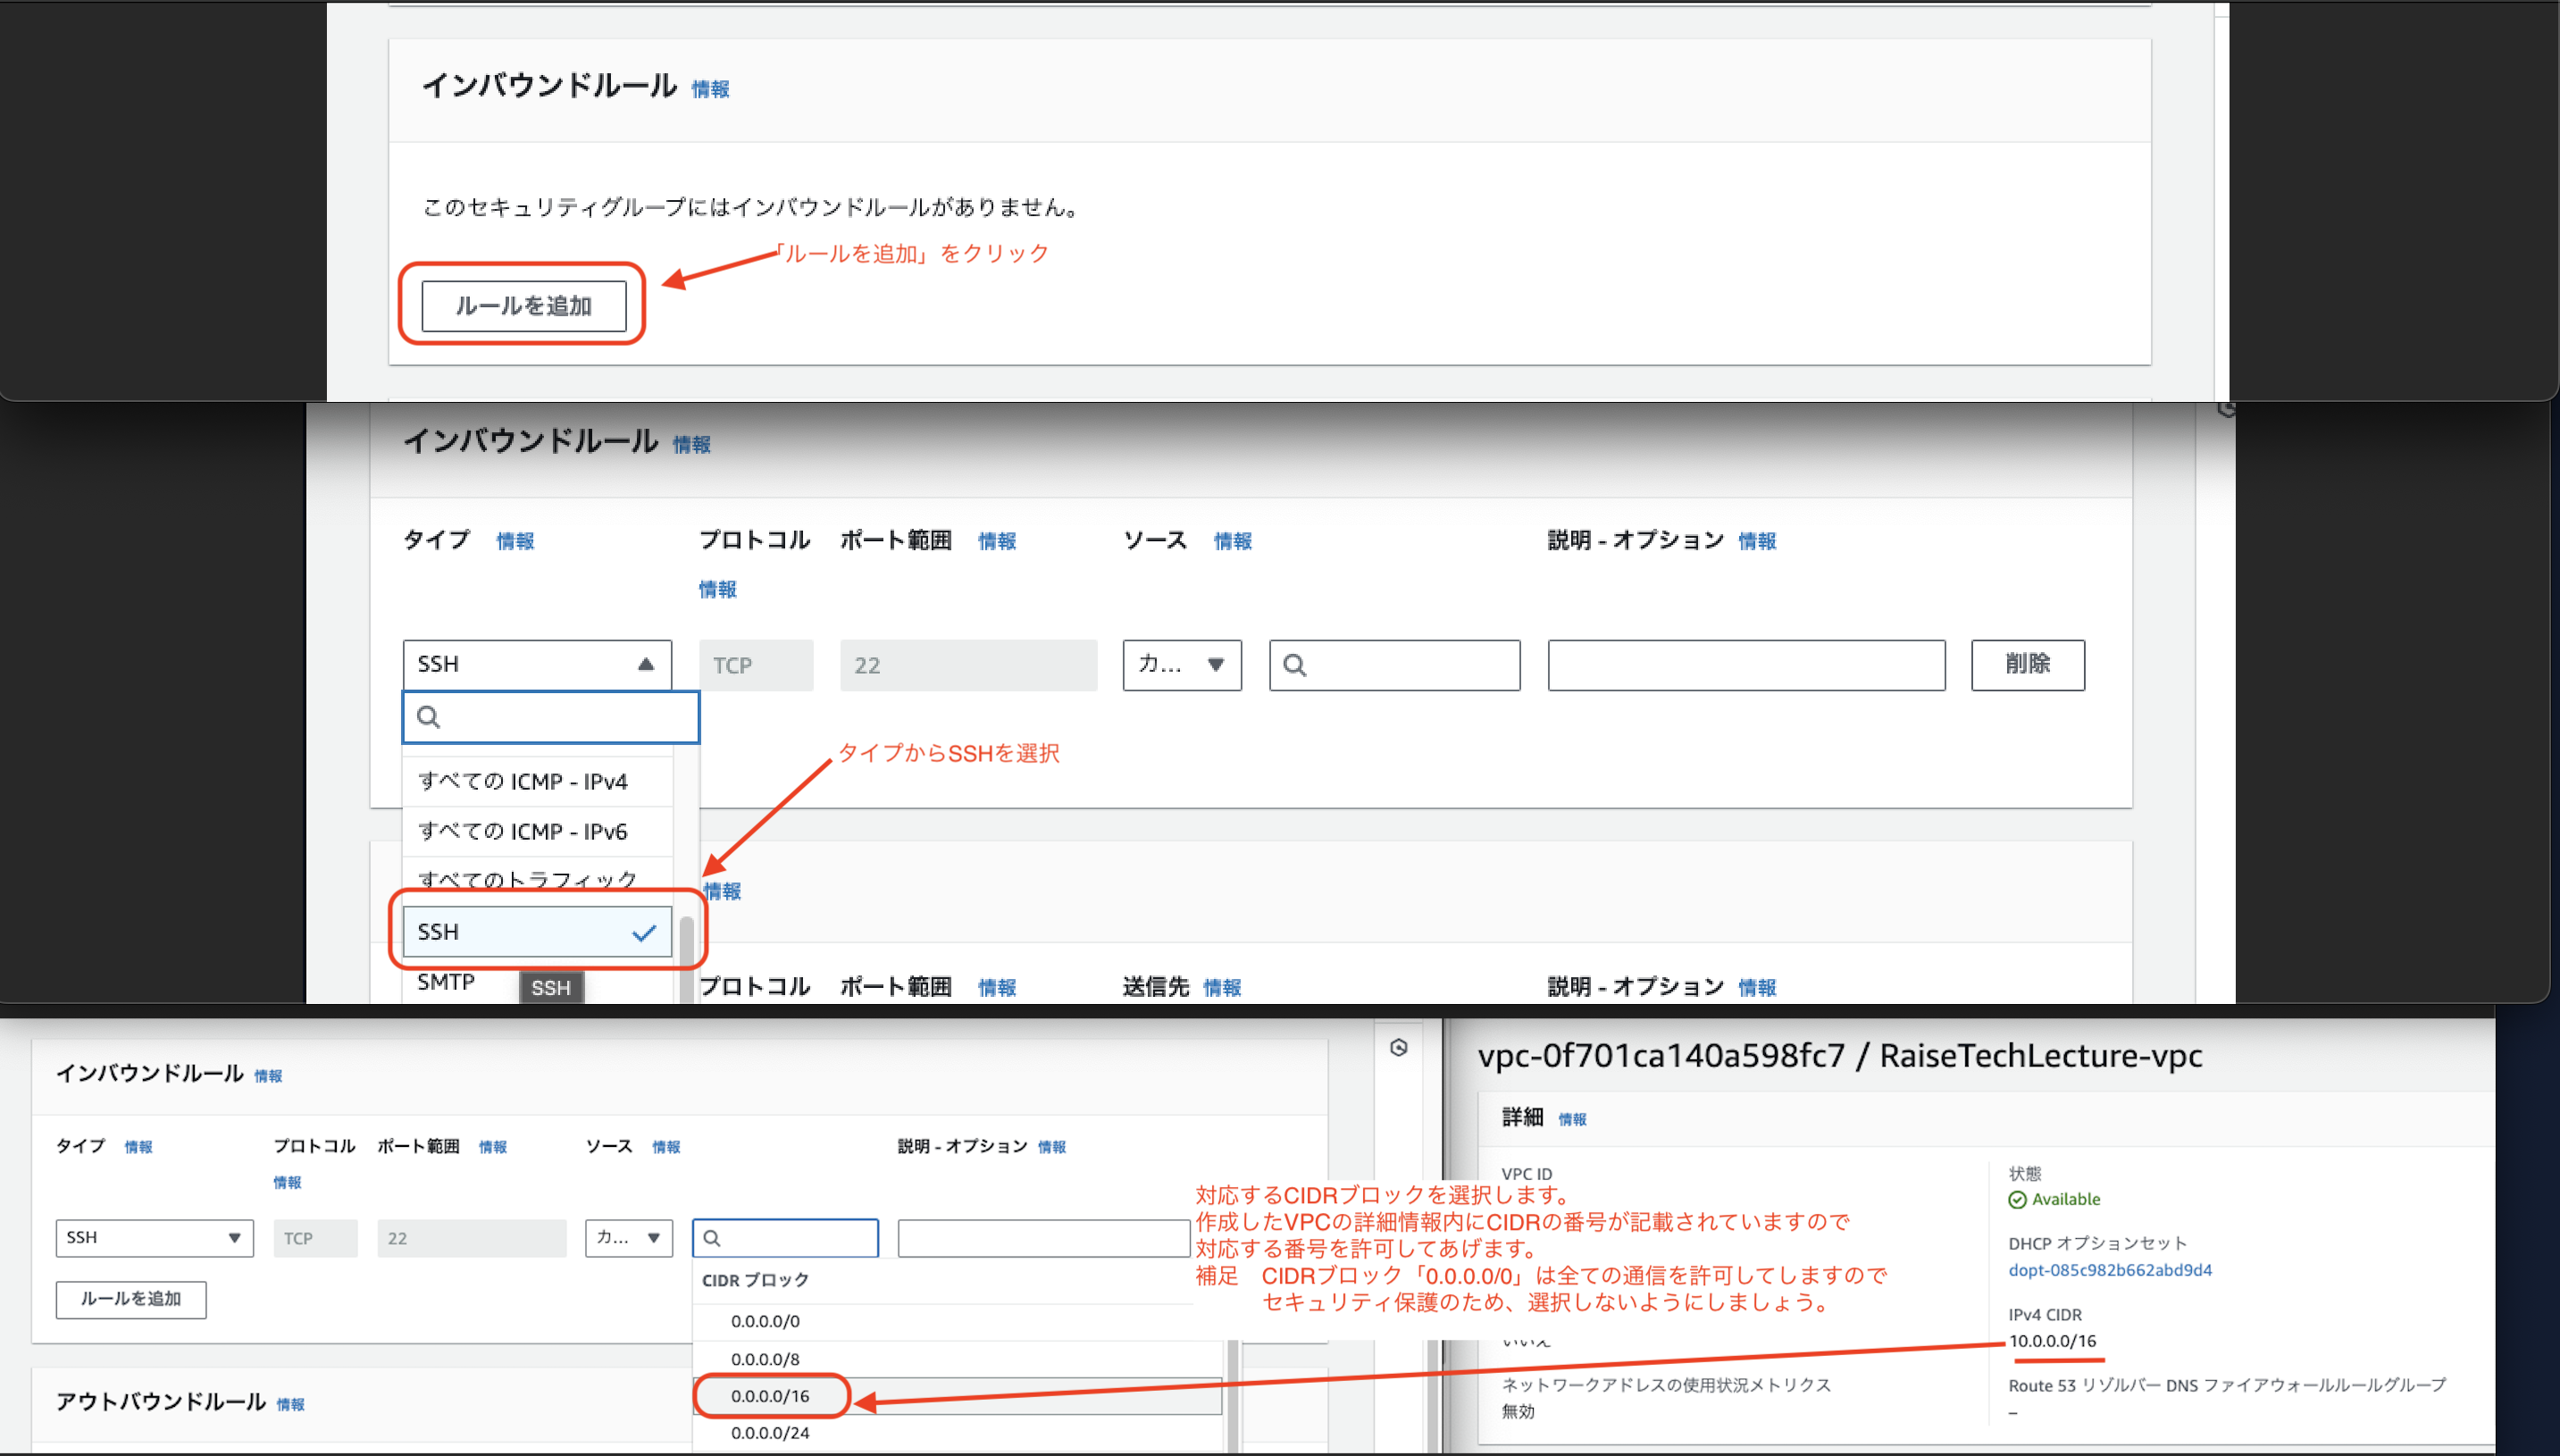 インバウンドルール 情報
このセキュリティグループにはインバウンドルールがありません。
「ルールを追加」をクリック
ルールを追加
インバウンドルール 情報
タイプ 情報 プロトコル ポート範囲 情報 ソース 情報 説明 - オプション 情報
情報
SSH TCP 22 カ... 削除
タイプからSSHを選択
すべての ICMP - IPv4
すべての ICMP - IPv6
すべてのトラフィック
情報
SSH
SMTP SSH プロトコル ポート範囲 情報 送信先 情報 説明 - オプション 情報
インバウンドルール 情報
タイプ 情報 プロトコル ポート範囲 情報 ソース 情報 説明 - オプション 情報
情報
SSH TCP 22 カ...
ルールを追加
CIDR ブロック
0.0.0.0/0
0.0.0.0/8
0.0.0.0/16
0.0.0.0/24
アウトバウンドルール 情報
対応するCIDRブロックを選択します。
作成したVPCの詳細情報内にCIDRの番号が記載されていますので
対応する番号を許可してあげます。
補足 CIDRブロック「0.0.0.0/0」は全ての通信を許可してしますので
セキュリティ保護のため、選択しないようにしましょう。
vpc-0f701ca140a598fc7 / RaiseTechLecture-vpc
詳細 情報
VPC ID
いいえ
ネットワークアドレスの使用状況メトリクス
無効
状態
Available
DHCP オプションセット
dopt-085c982b662abd9d4
IPv4 CIDR
10.0.0.0/16
Route 53 リゾルバー DNS ファイアウォールルールグループ
–